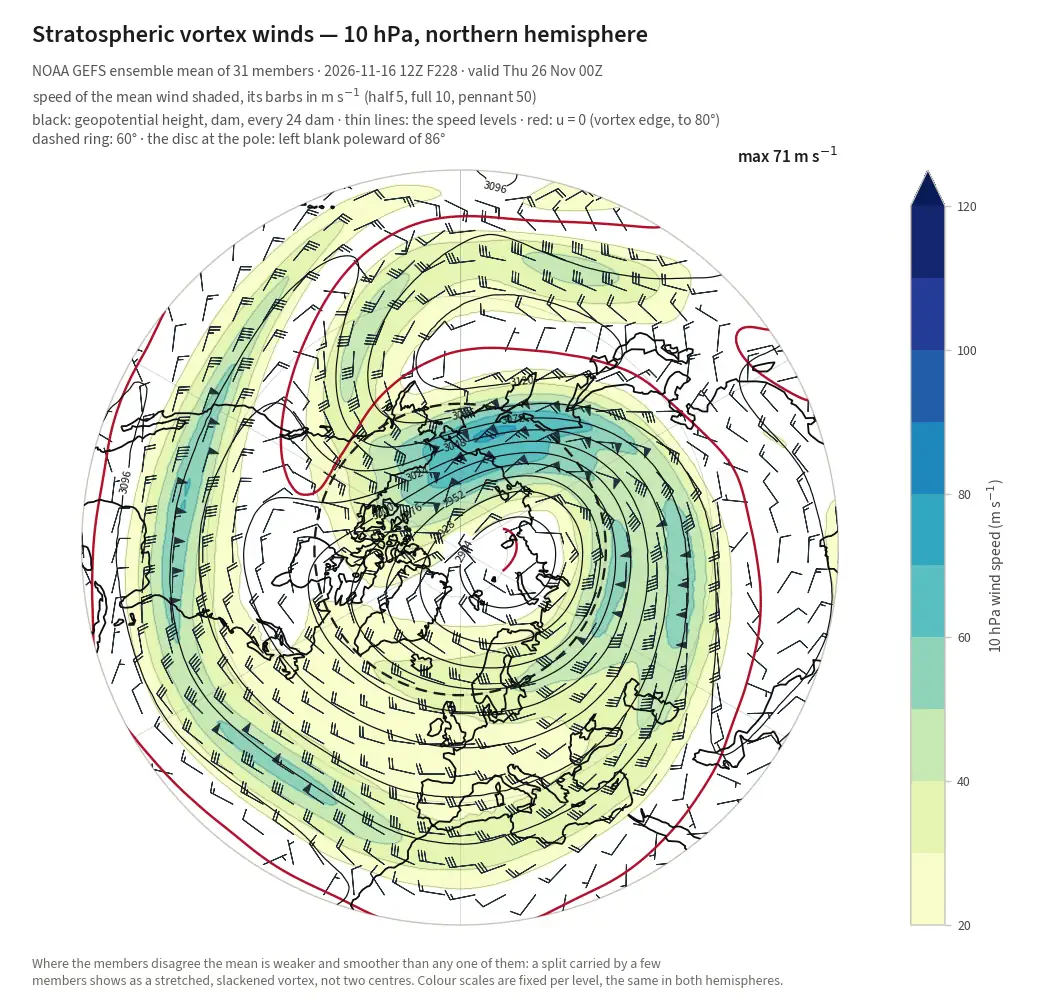 Stratospheric vortex winds — 10 hPa, northern hemisphere
NOAA GEFS ensemble mean of 31 members · 2026-11-16 12Z F228 · valid Thu 26 Nov 00Z
speed of the mean wind shaded, its barbs in m s⁻¹ (half 5, full 10, pennant 50)
black: geopotential height, dam, every 24 dam · thin lines: the speed levels · red: u = 0 (vortex edge, to 80°)
dashed ring: 60° · the disc at the pole: left blank poleward of 86°
max 71 m s⁻¹
3096
120
100
80
60
40
20
10 hPa wind speed (m s⁻¹)
3120
3096
2952
Where the members disagree the mean is weaker and smoother than any one of them: a split carried by a few
members shows as a stretched, slackened vortex, not two centres. Colour scales are fixed per level, the same in both hemispheres.